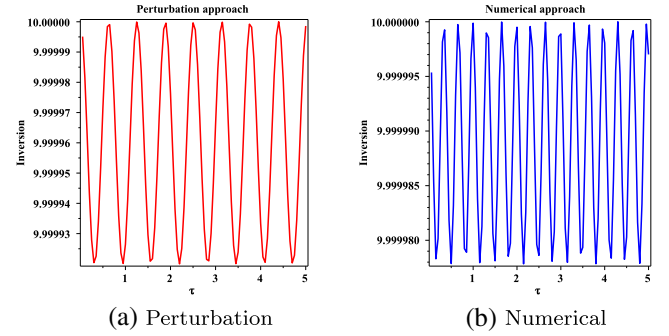 Perturbation approach
10.00000
9.99999
9.99998
9.99997
9.99996
9.99995
9.99994
9.99993
Inversion
1 2 3 4 5
τ
(a) Perturbation
Numerical approach
10.000000
9.999995
9.999990
9.999985
9.999980
Inversion
0 1 2 3 4 5
τ
(b) Numerical